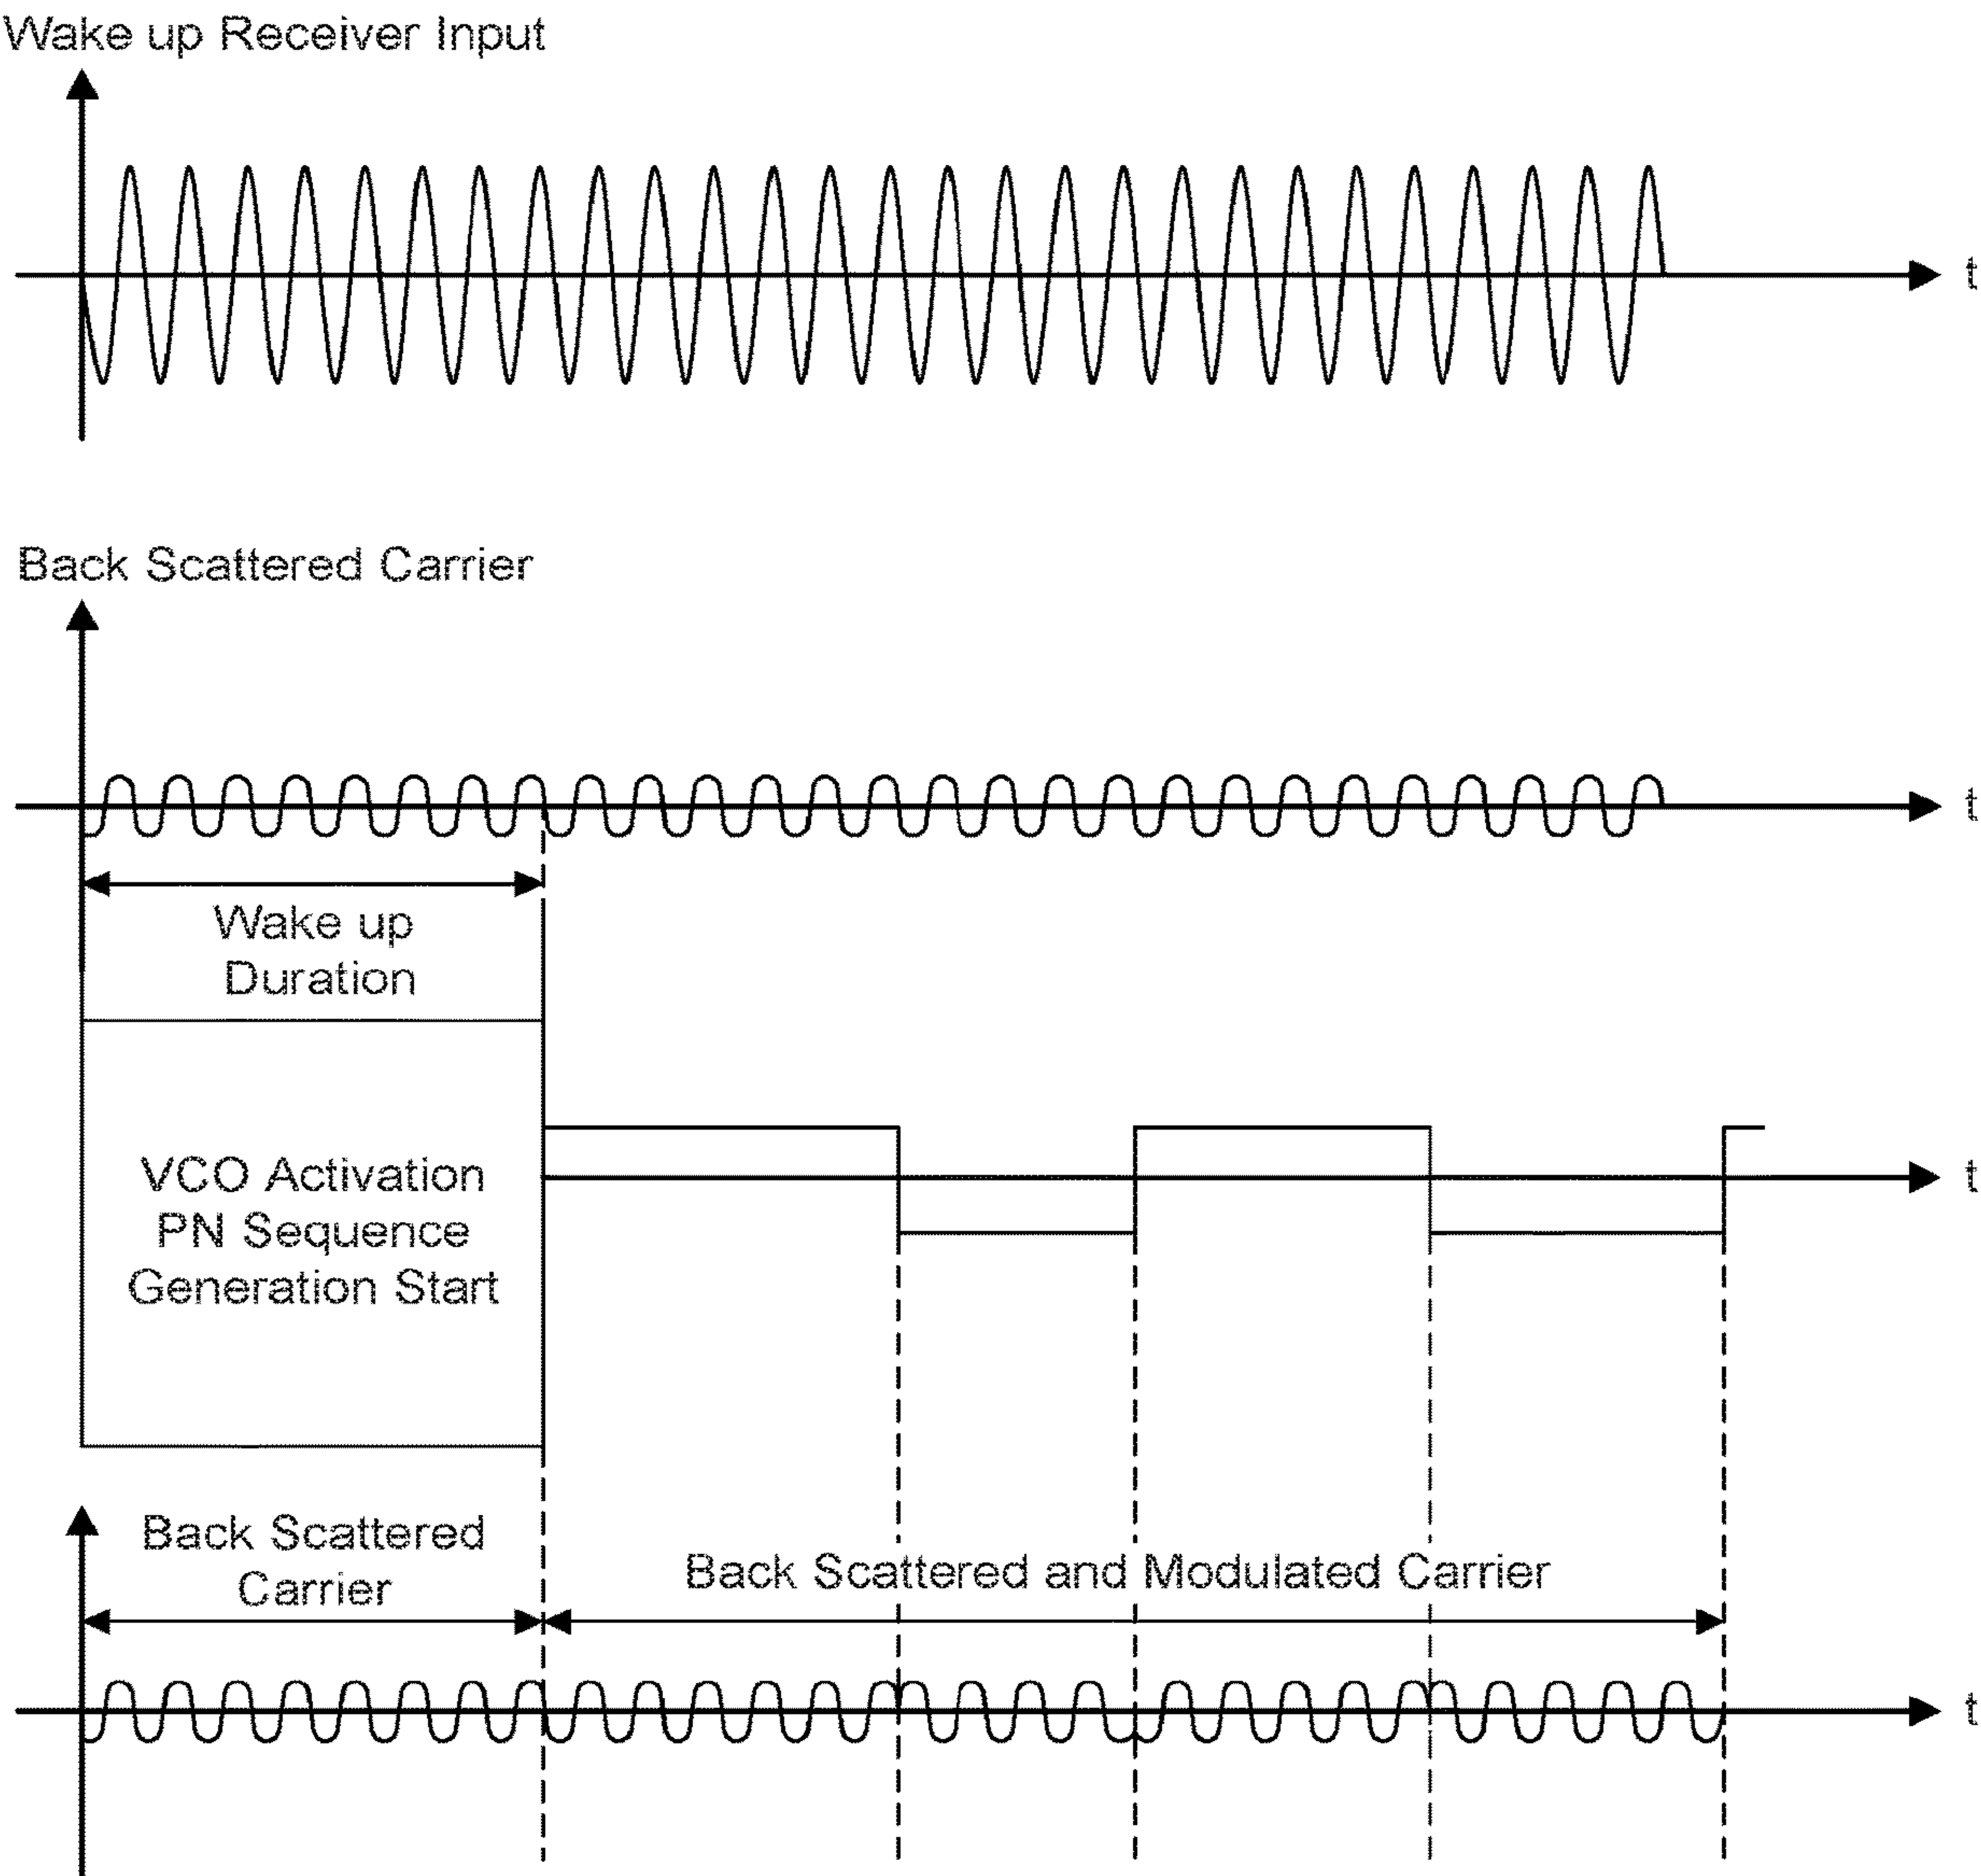 Wake up Receiver Input
t
Back Scattered Carrier
t
Wake up
Duration
VCO Activation
PN Sequence
Generation Start
t
Back Scattered
Carrier
Back Scattered and Modulated Carrier
t